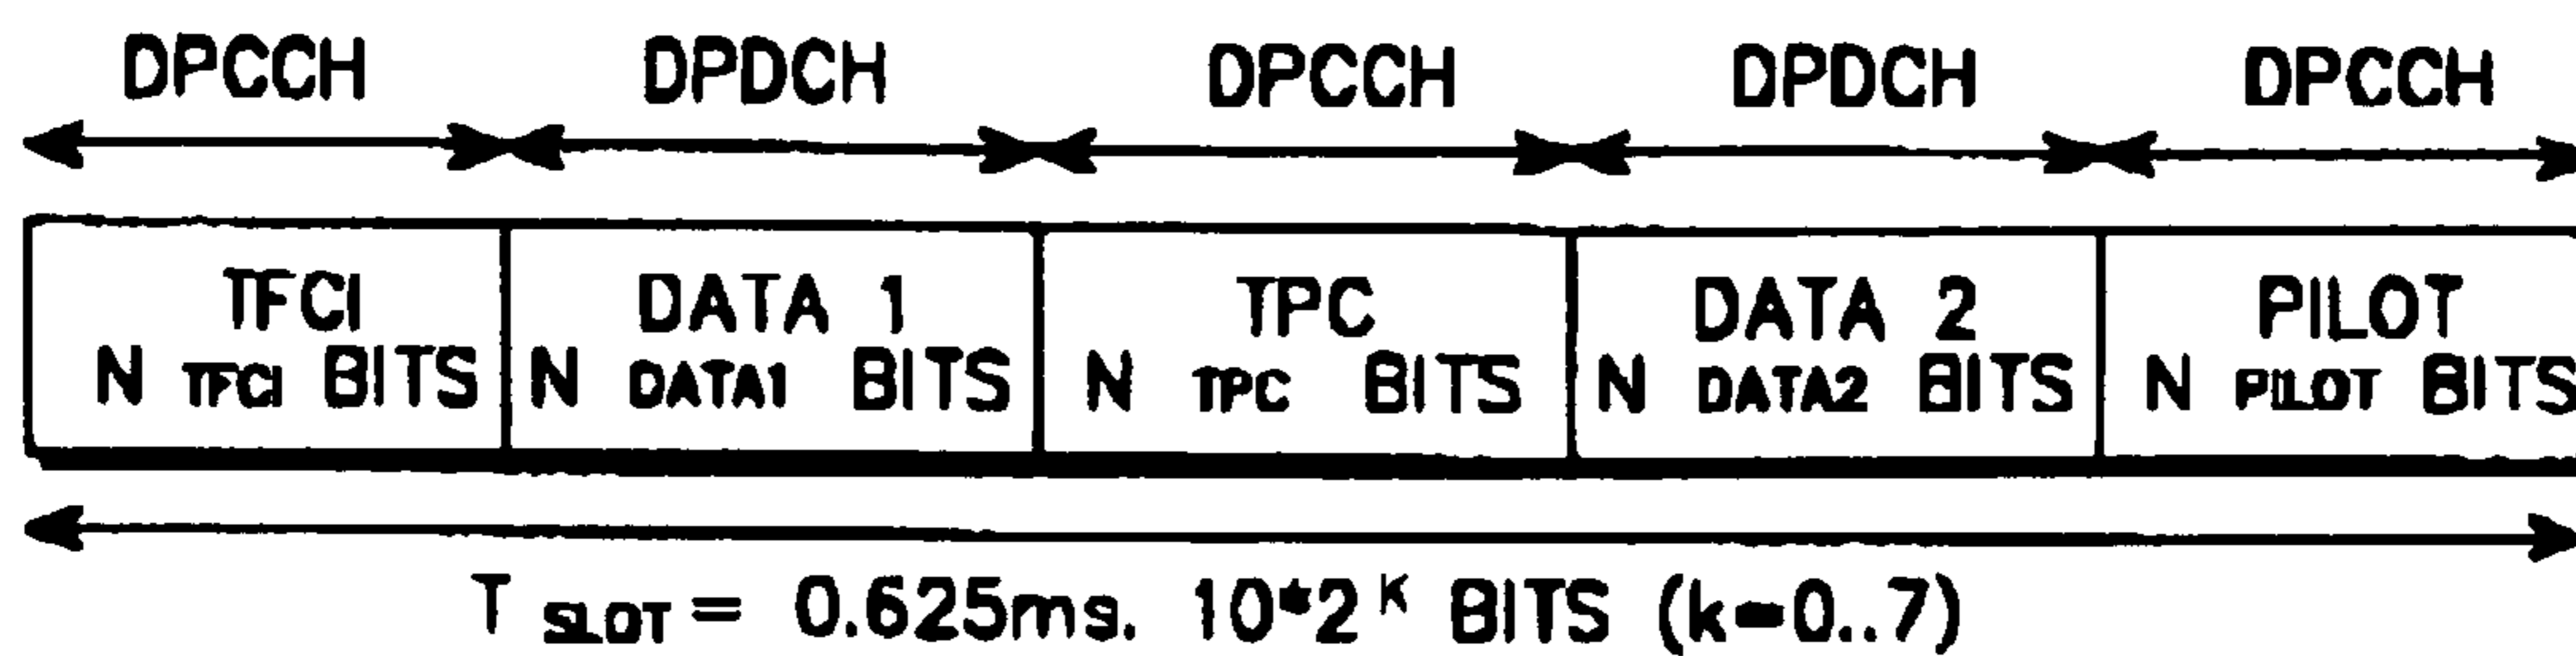 DPCCH DPDCH DPCCH DPDCH DPCCH
TFCI DATA 1 TPC DATA 2 PILOT
N TFCI BITS N DATA1 BITS N TPC BITS N DATA2 BITS N PILOT BITS
T SLOT = 0.625ms. 10*2 K BITS (k=0..7)